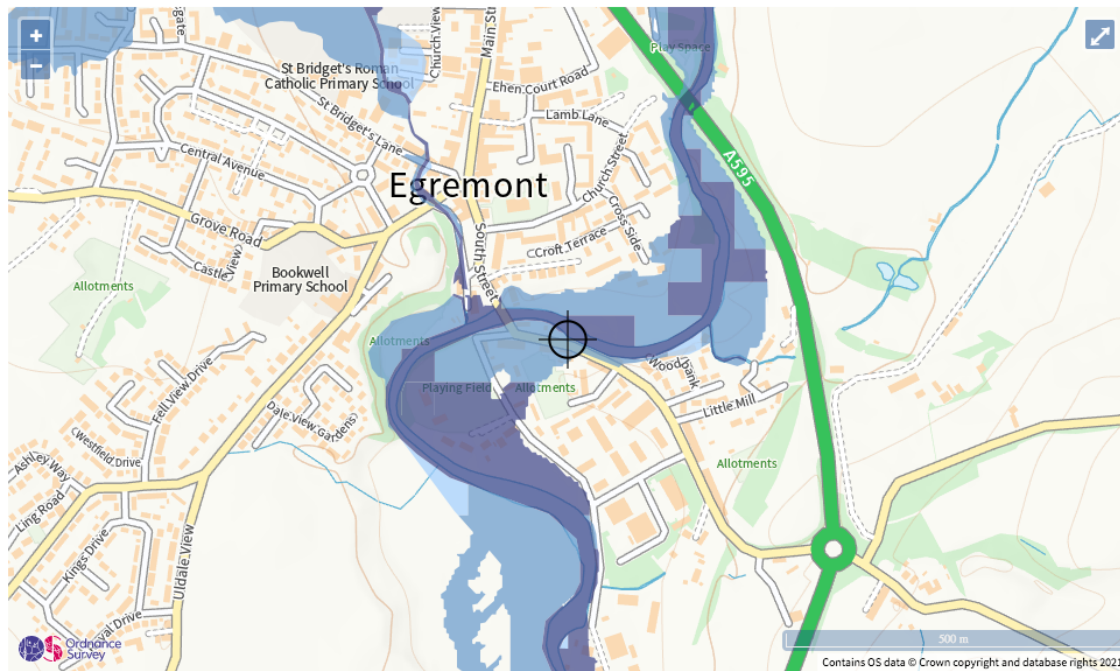 +
−
Play Space
Church View
Main St
St Bridget's Roman
Catholic Primary School
Ehen Court Road
St Bridget's Lane
Lamb Lane
Central Avenue
A595
Church Street
Egremont
Cross Side
Grove Road
South Street
Croft Terrace
Castle View
Bookwell
Primary School
Allotments
Allotments
Woodbank
Fell View Drive
Playing Field
Allotments
Little Mill
Dale View Gardens
Westfield Drive
Ashley Way
Allotments
Ling Road
Kings Drive
Uldale View
Ordnance
Survey
500 m
Contains OS data © Crown copyright and database rights